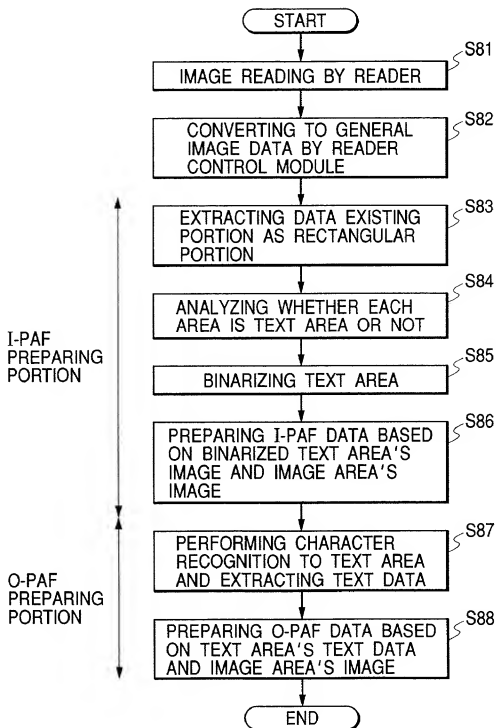 START
S81
IMAGE READING BY READER
S82
CONVERTING TO GENERAL
IMAGE DATA BY READER
CONTROL MODULE
S83
EXTRACTING DATA EXISTING
PORTION AS RECTANGULAR
PORTION
S84
ANALYZING WHETHER EACH
AREA IS TEXT AREA OR NOT
I-PAF
PREPARING
PORTION
S85
BINARIZING TEXT AREA
S86
PREPARING I-PAF DATA BASED
ON BINARIZED TEXT AREA'S
IMAGE AND IMAGE AREA'S
IMAGE
S87
PERFORMING CHARACTER
RECOGNITION TO TEXT AREA
AND EXTRACTING TEXT DATA
O-PAF
PREPARING
PORTION
S88
PREPARING O-PAF DATA BASED
ON TEXT AREA'S TEXT DATA
AND IMAGE AREA'S IMAGE
END